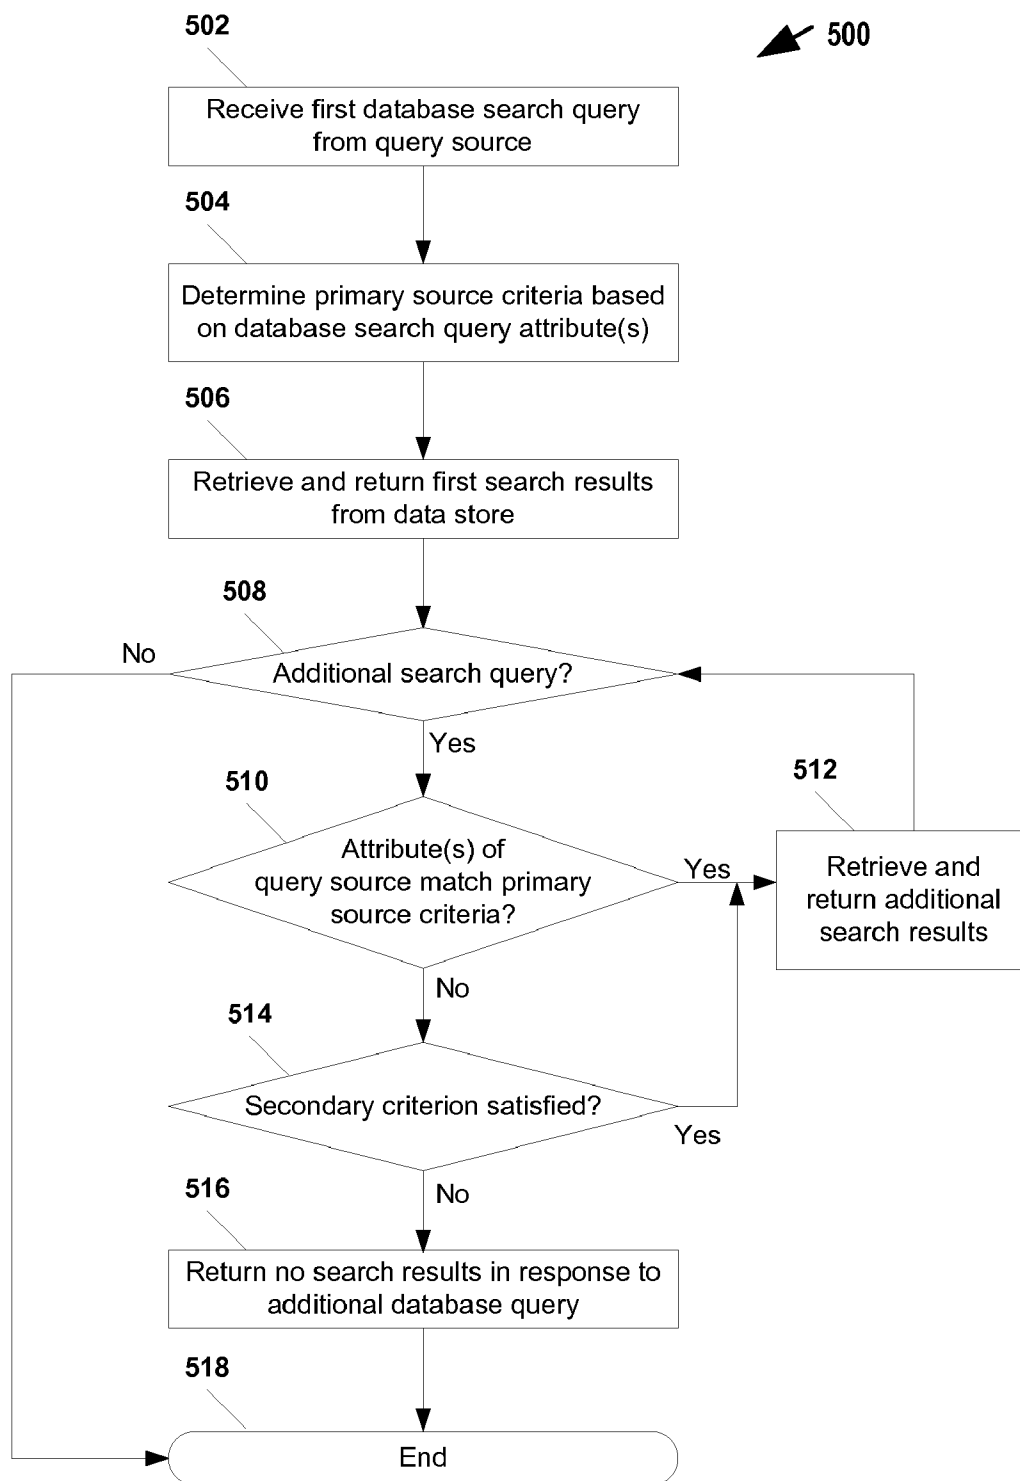 502
500
Receive first database search query
from query source
504
Determine primary source criteria based
on database search query attribute(s)
506
Retrieve and return first search results
from data store
508
No
Additional search query?
Yes
510
512
Attribute(s) of
query source match primary
source criteria?
Yes
Retrieve and
return additional
search results
No
514
Secondary criterion satisfied?
Yes
No
516
Return no search results in response to
additional database query
518
End